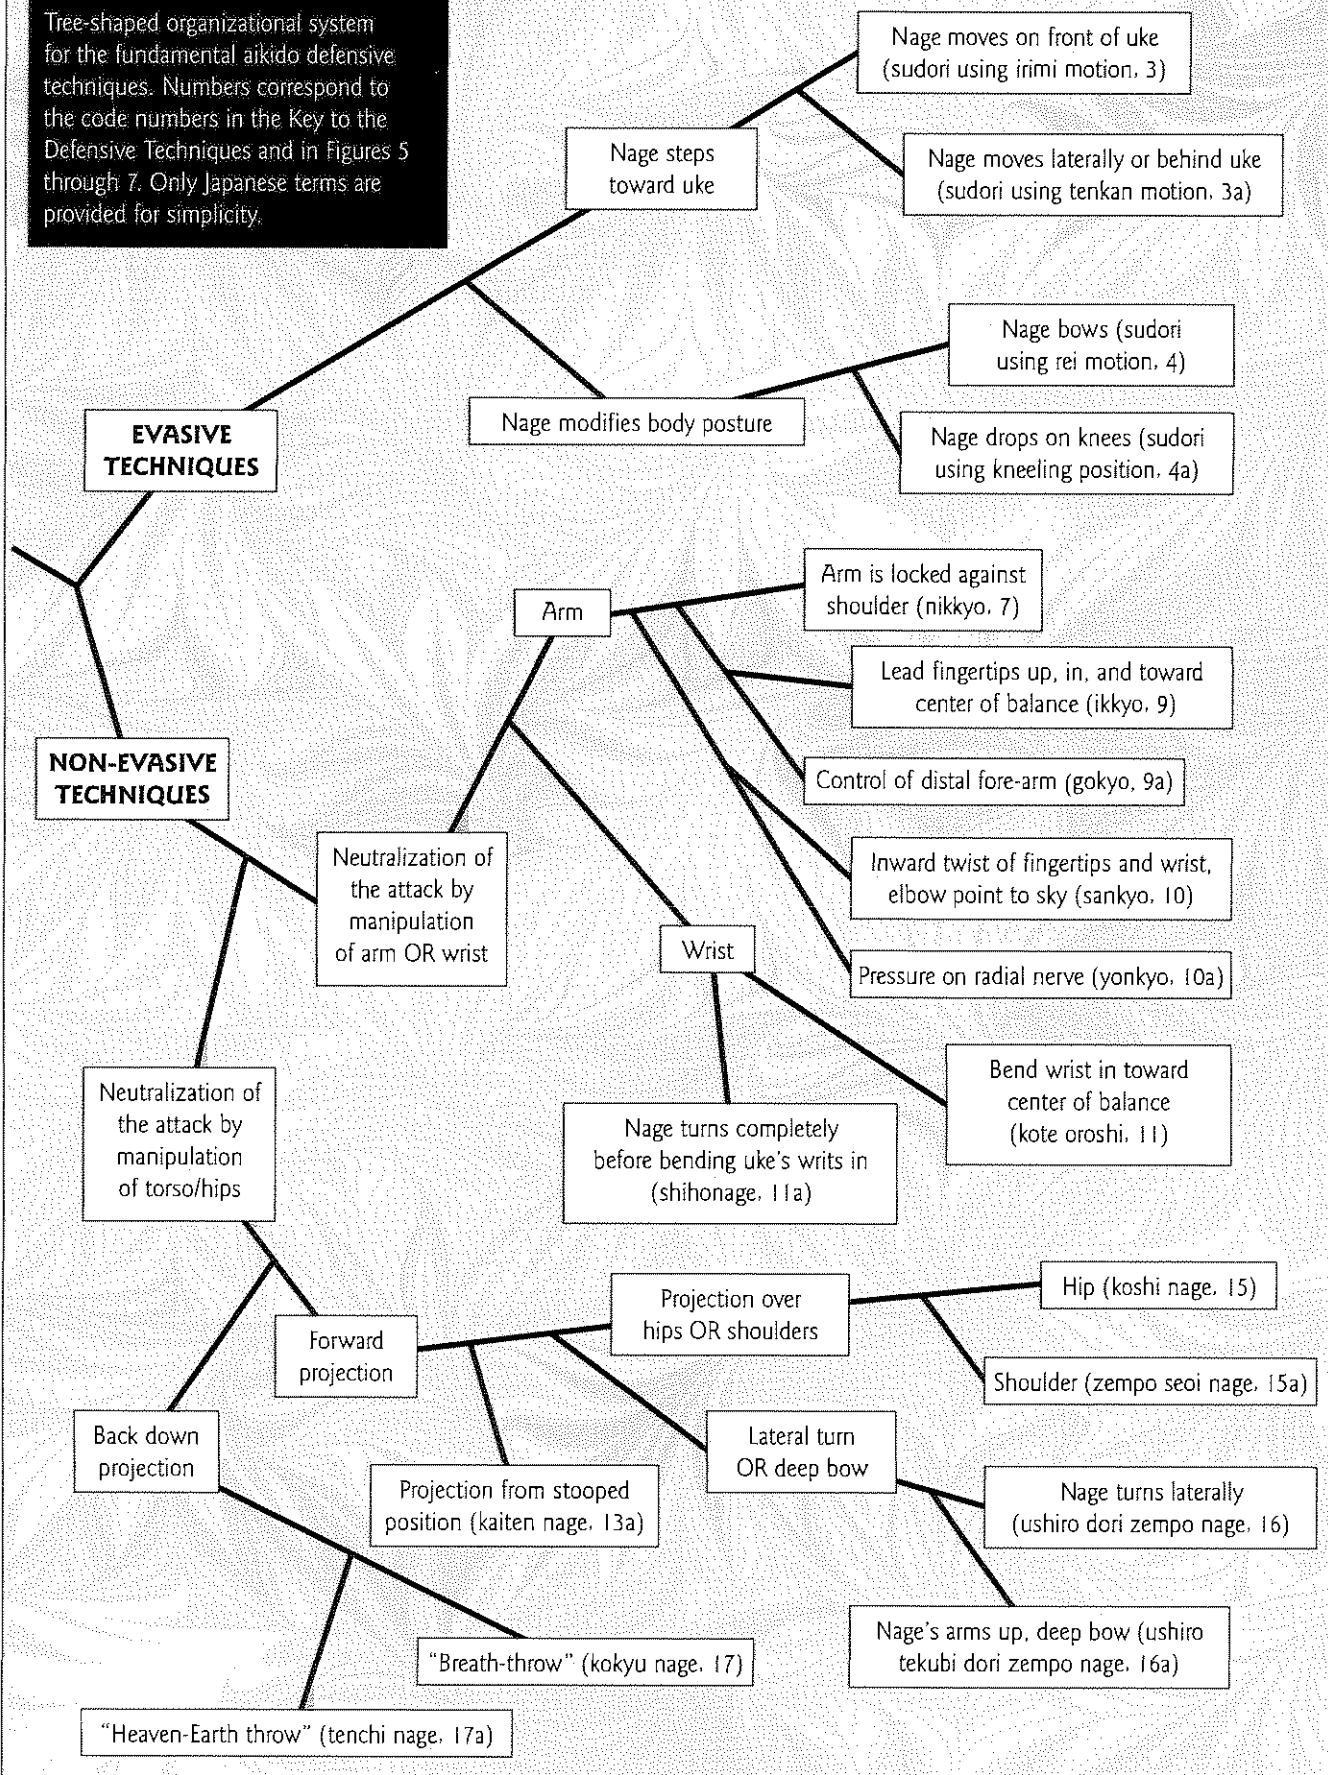 Tree-shaped organizational system
for the fundamental aikido defensive
techniques. Numbers correspond to
the code numbers in the Key to the
Defensive Techniques and in Figures 5
through 7. Only Japanese terms are
provided for simplicity.
Nage moves on front of uke
(sudori using irimi motion, 3)
Nage steps
toward uke
Nage moves laterally or behind uke
(sudori using tenkan motion, 3a)
Nage bows (sudori
using rei motion, 4)
Nage modifies body posture
Nage drops on knees (sudori
using kneeling position, 4a)
EVASIVE
TECHNIQUES
Arm is locked against
shoulder (nikkyo, 7)
Arm
Lead fingertips up, in, and toward
center of balance (ikkyo, 9)
Control of distal fore-arm (gokyo, 9a)
NON-EVASIVE
TECHNIQUES
Inward twist of fingertips and wrist,
elbow point to sky (sankyo, 10)
Neutralization of
the attack by
manipulation
of arm OR wrist
Wrist
Pressure on radial nerve (yonkyo, 10a)
Bend wrist in toward
center of balance
(kote oroshi, 11)
Neutralization of
the attack by
manipulation
of torso/hips
Nage turns completely
before bending uke's writs in
(shihonage, 11a)
Projection over
hips OR shoulders
Hip (koshi nage, 15)
Forward
projection
Shoulder (zempo seoi nage, 15a)
Back down
projection
Lateral turn
OR deep bow
Projection from stooped
position (kaiten nage, 13a)
Nage turns laterally
(ushiro dori zempo nage, 16)
Nage's arms up, deep bow (ushiro
tekubi dori zempo nage, 16a)
"Breath-throw" (kokyu nage, 17)
"Heaven-Earth throw" (tenchi nage, 17a)